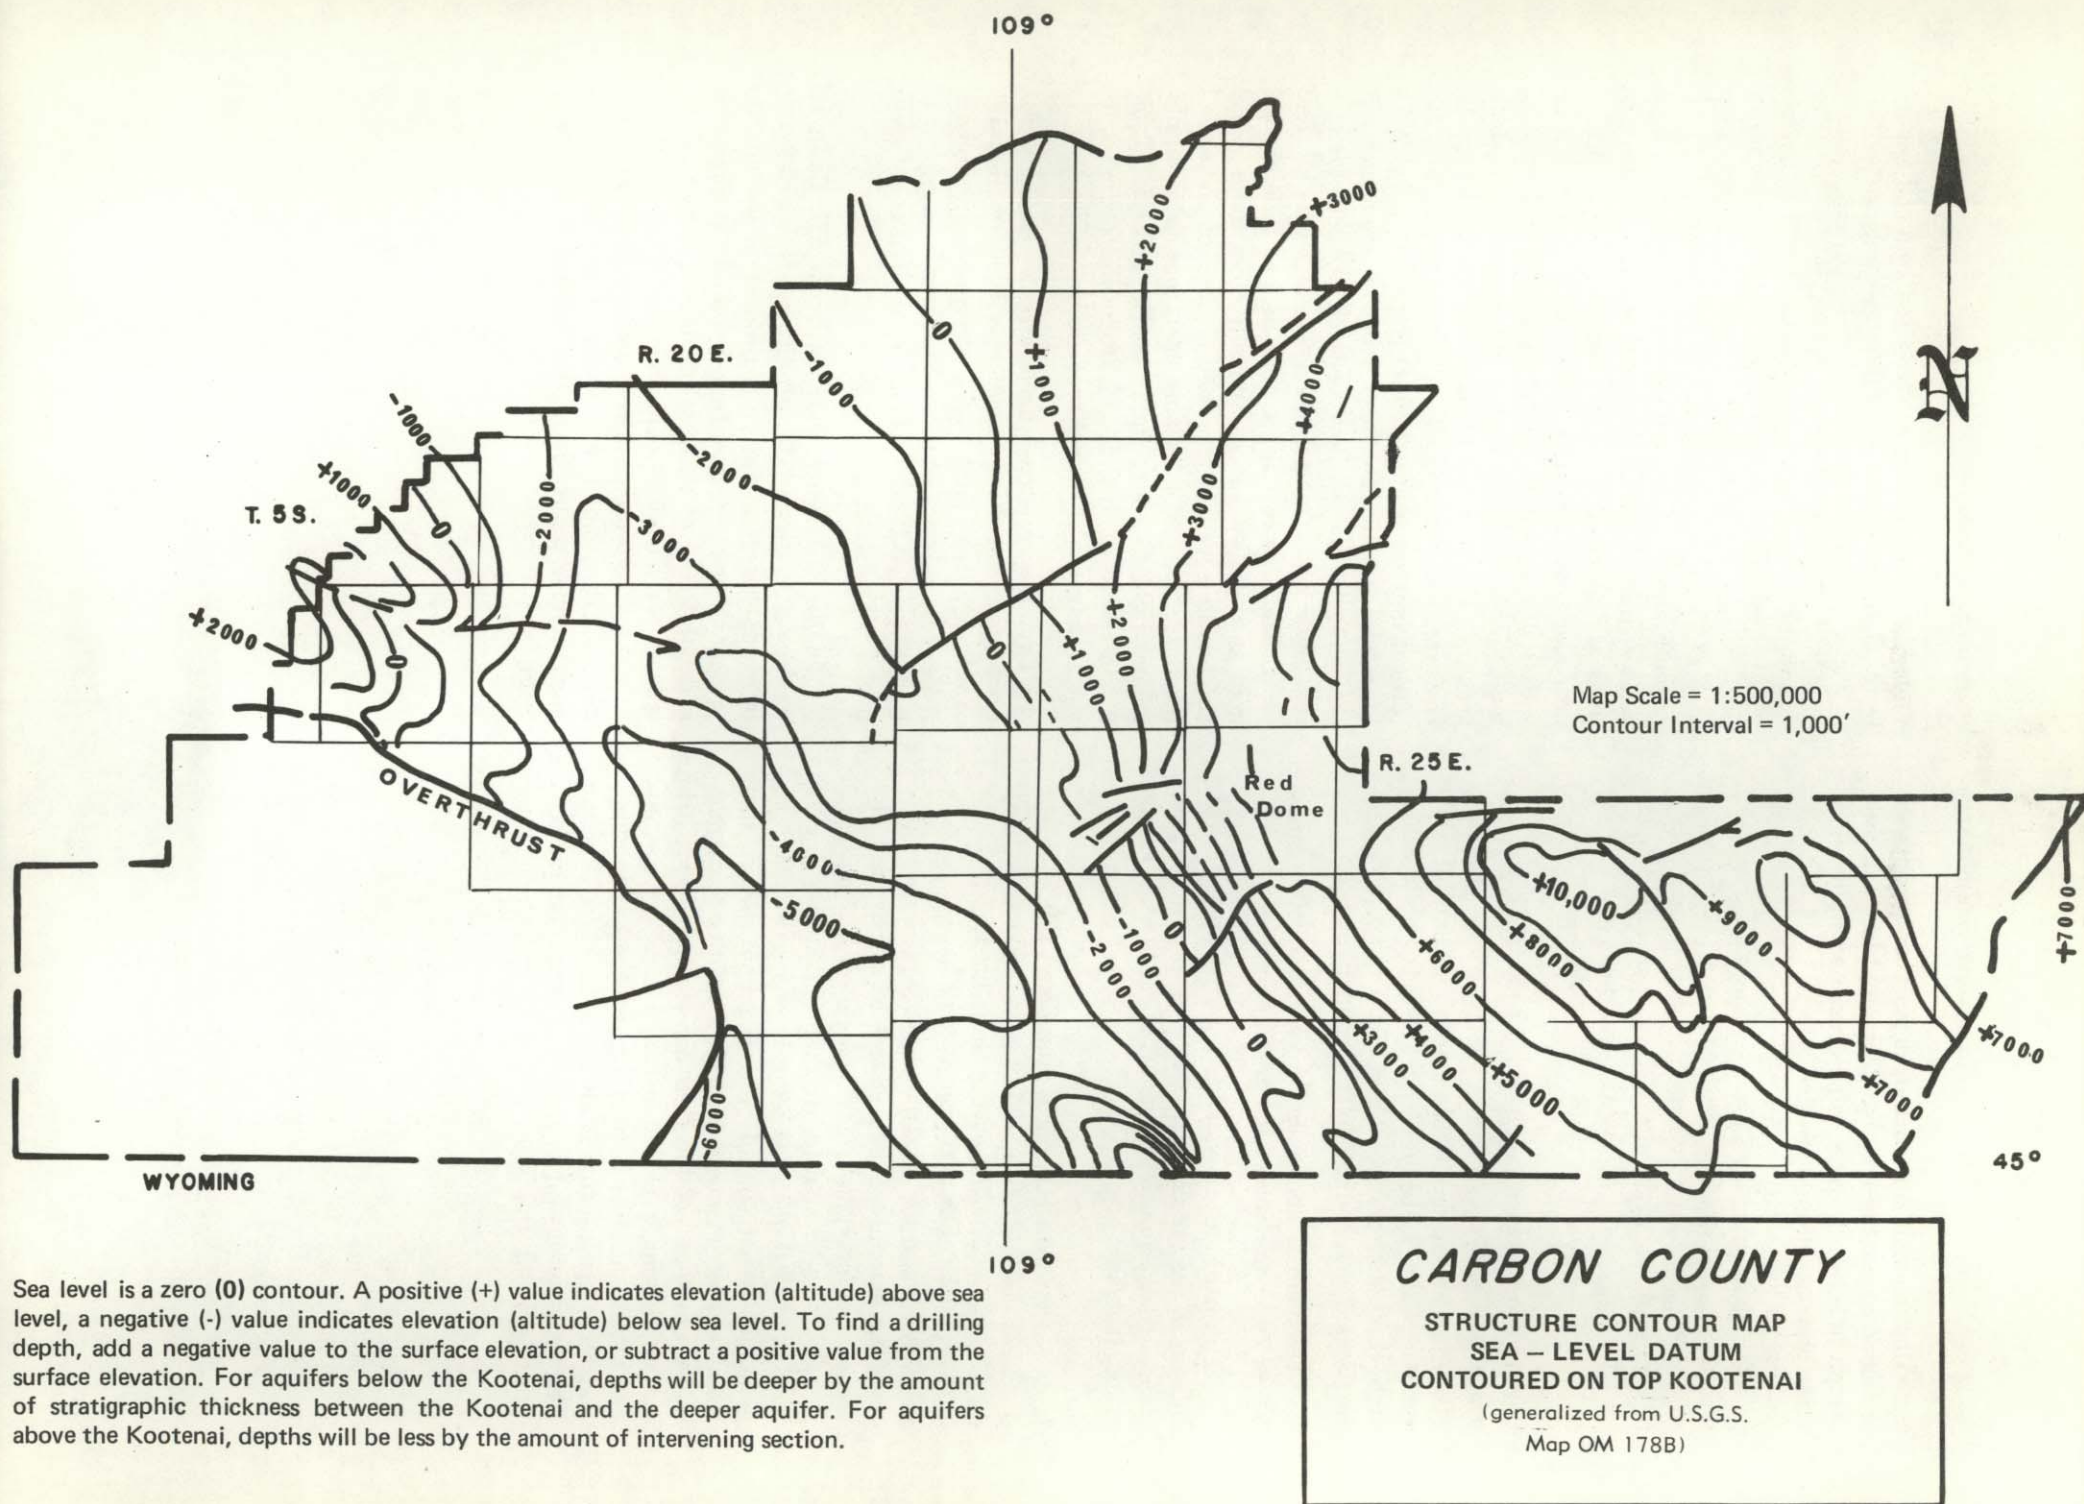 109°
+3000
+2000
N
0
+1000
R. 20 E.
-1000
+4000
-1000
-2000
+1000
-2000
+3000
T. 5 S.
0
-3000
+2000
0
+2000
0
+1000
Map Scale = 1:500,000
Contour Interval = 1,000'
R. 25 E.
Red
Dome
OVERTHRUST
-4000
+10,000
+7000
-5000
+9000
+8000
-1000
0
-2000
+6000
0
+3000
+4000
+7000
+5000
+7000
-6000
45°
WYOMING
109°
Sea level is a zero (0) contour. A positive (+) value indicates elevation (altitude) above sea
level, a negative (-) value indicates elevation (altitude) below sea level. To find a drilling
depth, add a negative value to the surface elevation, or subtract a positive value from the
surface elevation. For aquifers below the Kootenai, depths will be deeper by the amount
of stratigraphic thickness between the Kootenai and the deeper aquifer. For aquifers
above the Kootenai, depths will be less by the amount of intervening section.
CARBON COUNTY
STRUCTURE CONTOUR MAP
SEA – LEVEL DATUM
CONTOURED ON TOP KOOTENAI
(generalized from U.S.G.S.
Map OM 178B)